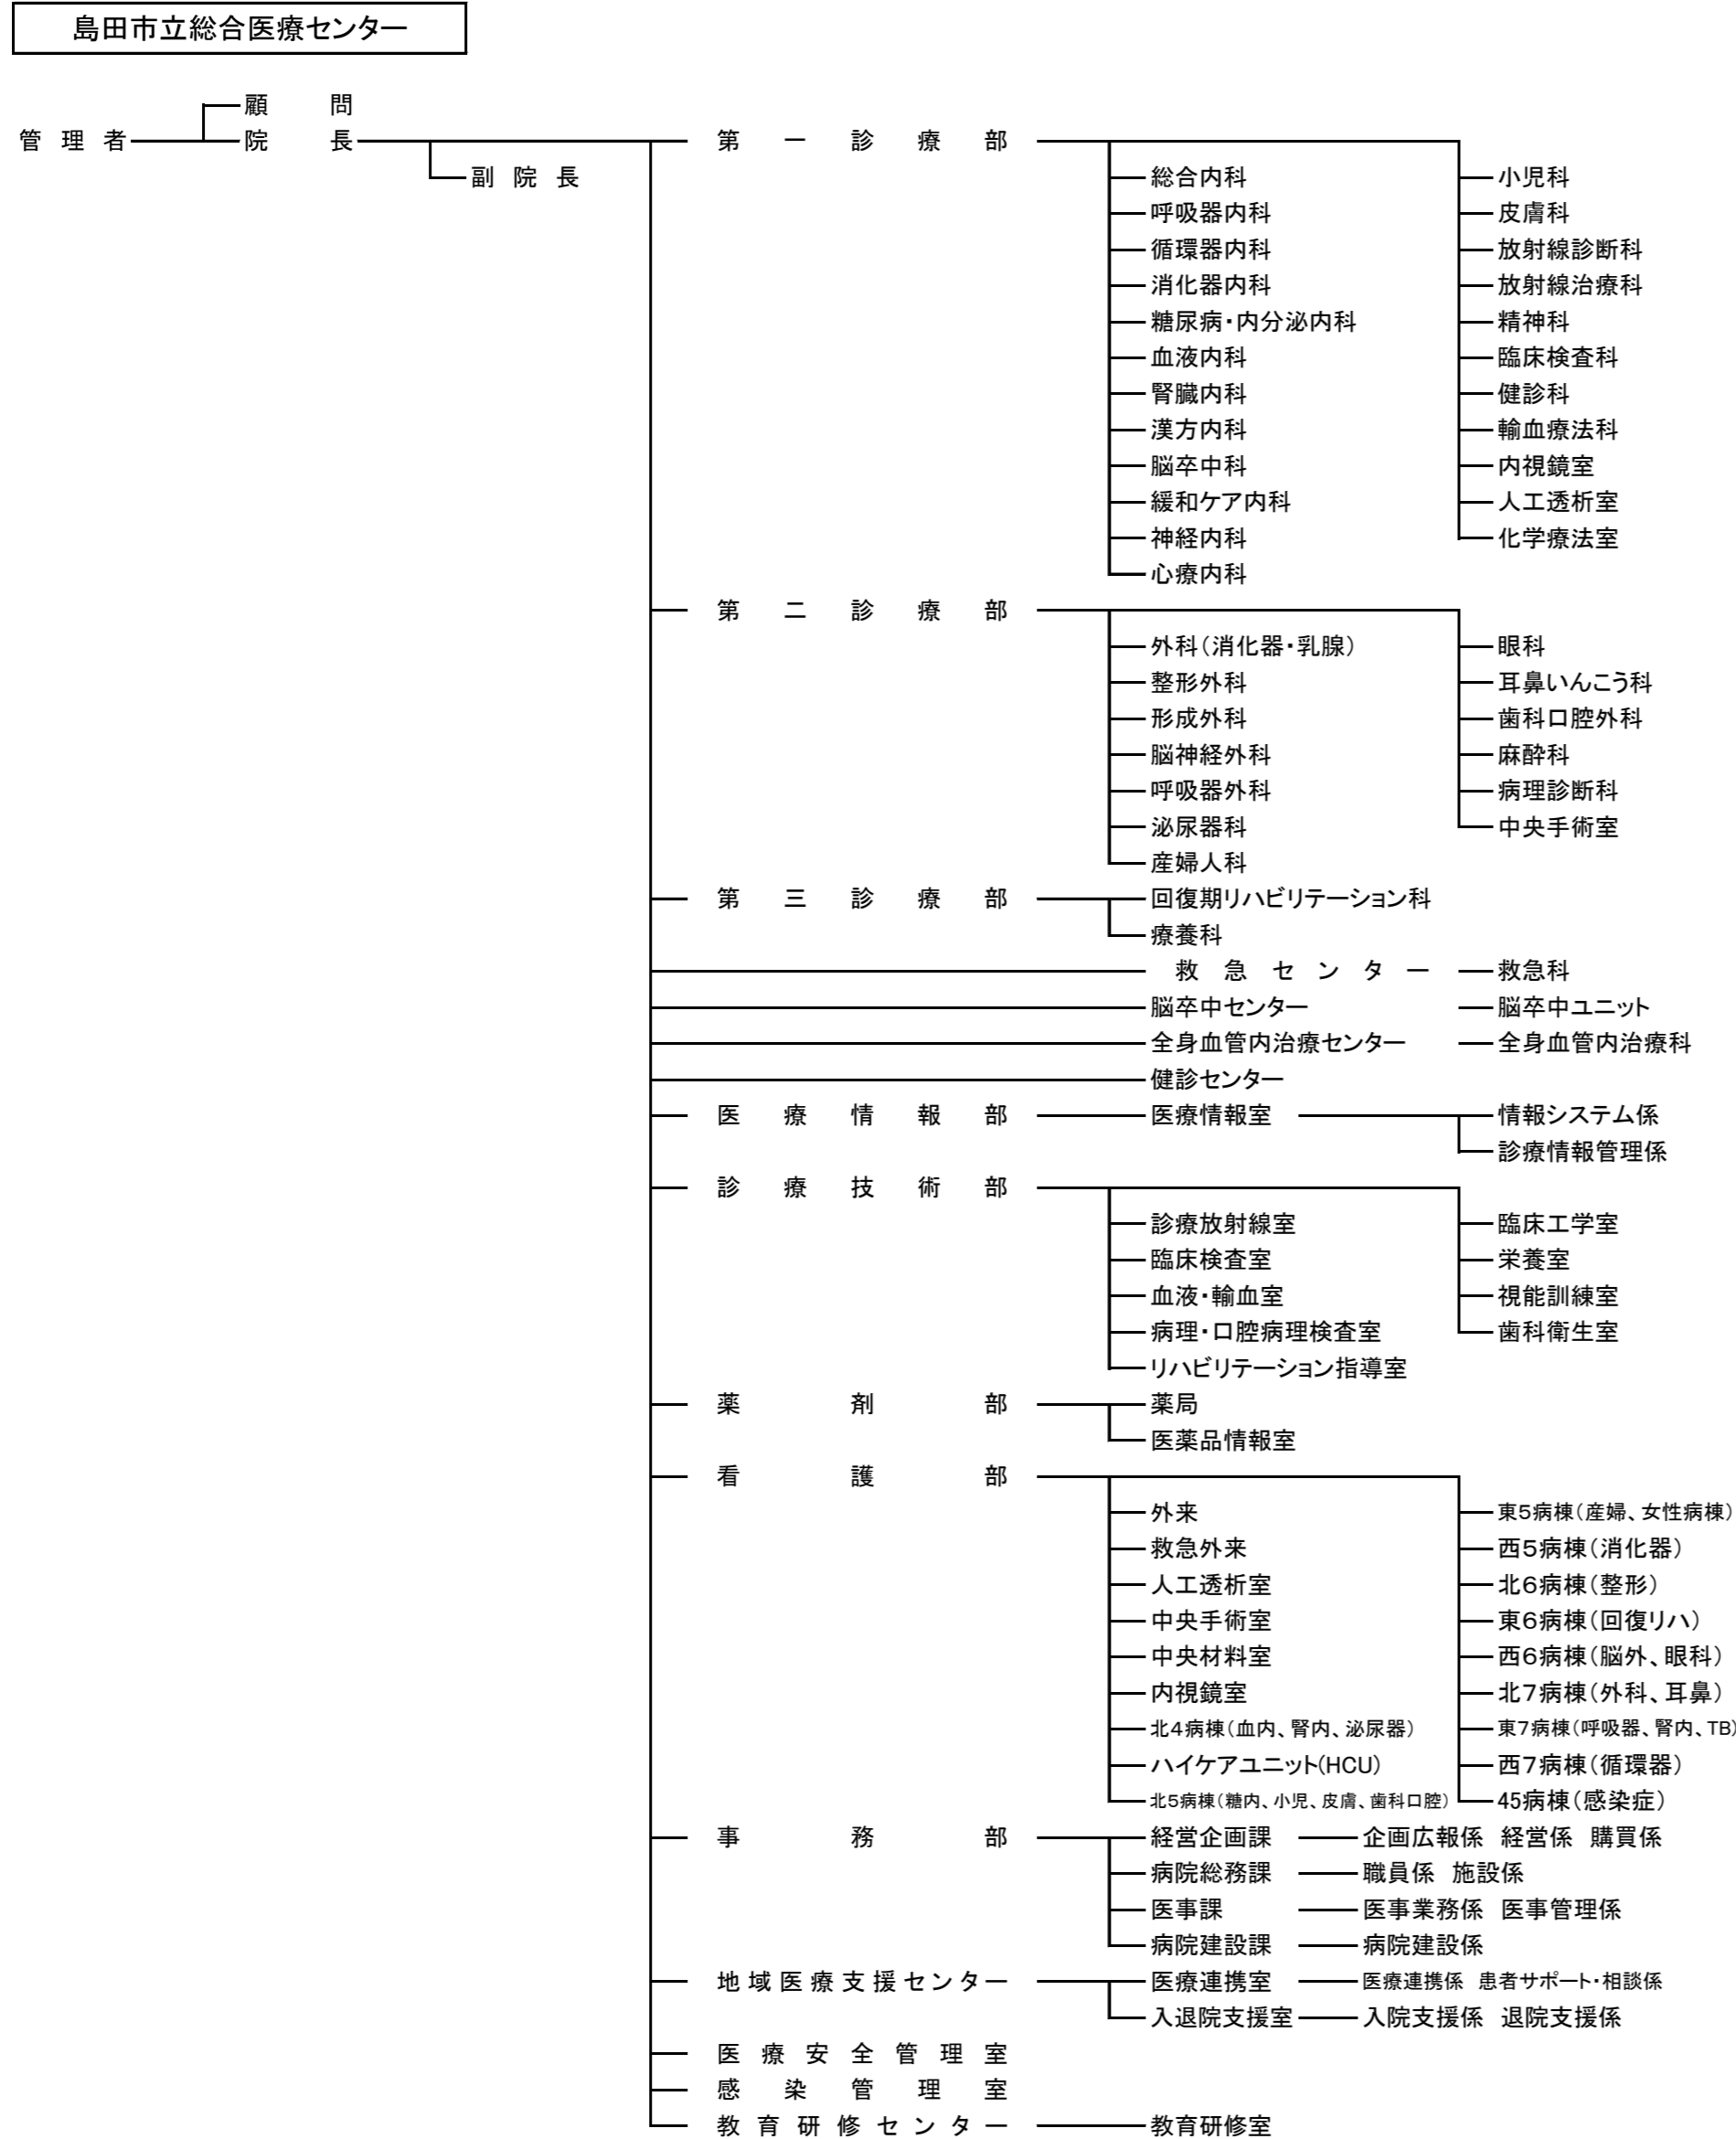 島田市立総合医療センター
顧問
管理者 院長 第一診療部
副院長 総合内科 小児科
呼吸器内科 皮膚科
循環器内科 放射線診断科
消化器内科 放射線治療科
糖尿病・内分泌内科 精神科
血液内科 臨床検査科
腎臓内科 健診科
漢方内科 輸血療法科
脳卒中科 内視鏡室
緩和ケア内科 人工透析室
神経内科 化学療法室
心療内科
第二診療部
外科(消化器・乳腺) 眼科
整形外科 耳鼻いんこう科
形成外科 歯科口腔外科
脳神経外科 麻酔科
呼吸器外科 病理診断科
泌尿器科 中央手術室
産婦人科
第三診療部 回復期リハビリテーション科
療養科
救急センター 救急科
脳卒中センター 脳卒中ユニット
全身血管内治療センター 全身血管内治療科
健診センター
医療情報部 医療情報室 情報システム係
診療情報管理係
診療技術部
診療放射線室 臨床工学室
臨床検査室 栄養室
血液・輸血室 視能訓練室
病理・口腔病理検査室 歯科衛生室
リハビリテーション指導室
薬剤部 薬局
医薬品情報室
看護部
外来 東5病棟(産婦、女性病棟)
救急外来 西5病棟(消化器)
人工透析室 北6病棟(整形)
中央手術室 東6病棟(回復リハ)
中央材料室 西6病棟(脳外、眼科)
内視鏡室 北7病棟(外科、耳鼻)
北4病棟(血内、腎内、泌尿器) 東7病棟(呼吸器、腎内、TB)
ハイケアユニット(HCU) 西7病棟(循環器)
北5病棟(糖内、小児、皮膚、歯科口腔) 45病棟(感染症)
事務部 経営企画課 企画広報係 経営係 購買係
病院総務課 職員係 施設係
医事課 医事業務係 医事管理係
病院建設課 病院建設係
地域医療支援センター 医療連携室 医療連携係 患者サポート・相談係
入退院支援室 入院支援係 退院支援係
医療安全管理室
感染管理室
教育研修センター 教育研修室